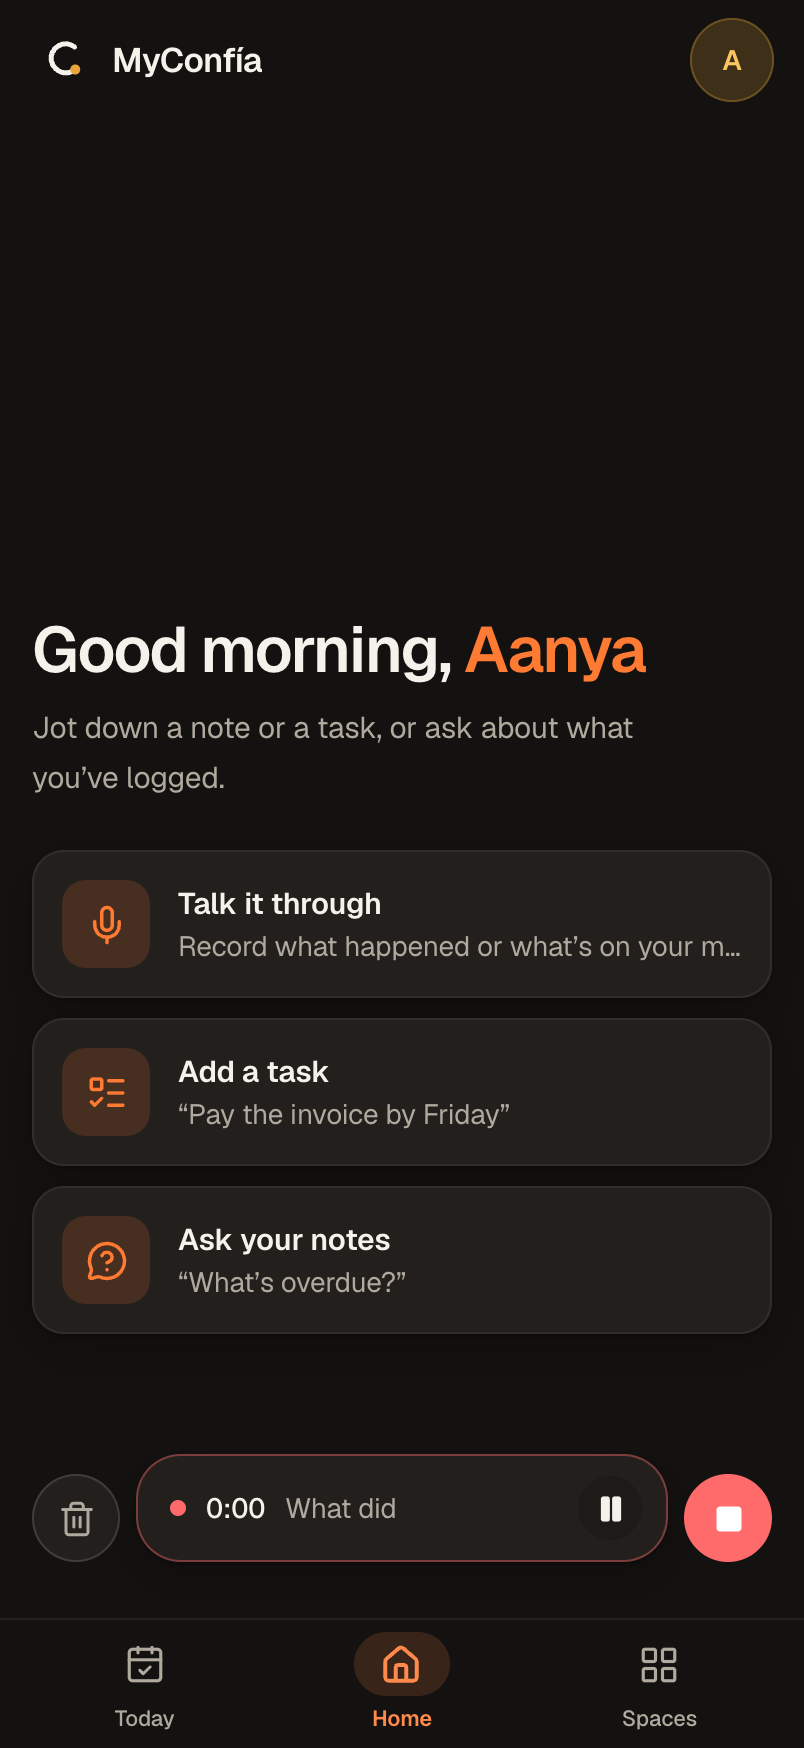 MyConfía
A
Good morning, Aanya
Jot down a note or a task, or ask about what
you’ve logged.
Talk it through
Record what happened or what’s on your m...
Add a task
“Pay the invoice by Friday”
Ask your notes
“What’s overdue?”
0:00 What did
Today Home Spaces